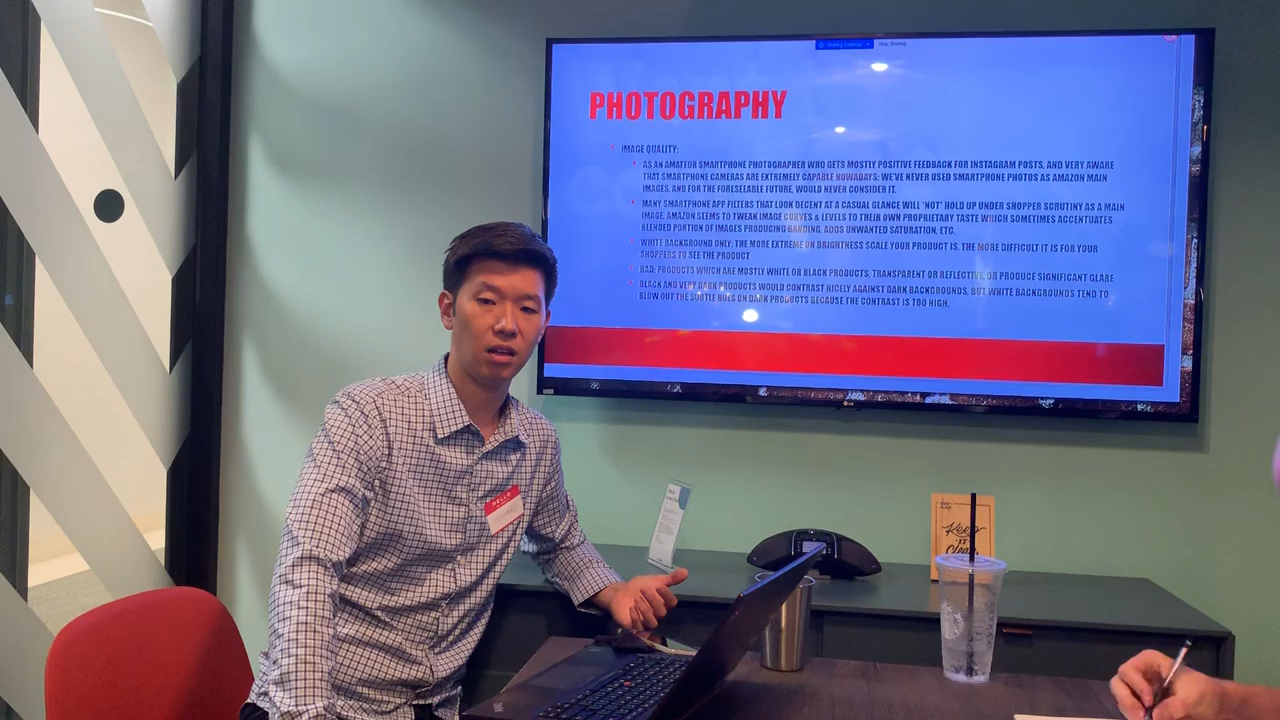 Stop Sharing
PHOTOGRAPHY
IMAGE QUALITY:
AS AN AMATEUR SMARTPHONE PHOTOGRAPHER WHO GETS MOSTLY POSITIVE FEEDBACK FOR INSTAGRAM POSTS, AND VERY AWARE
THAT SMARTPHONE CAMERAS ARE EXTREMELY CAPABLE NOWADAYS: WE'VE NEVER USED SMARTPHONE PHOTOS AS AMAZON MAIN
IMAGES, AND FOR THE FORESEEABLE FUTURE, WOULD NEVER CONSIDER IT.
MANY SMARTPHONE APP FILTERS THAT LOOK DECENT AT A CASUAL GLANCE WILL *NOT* HOLD UP UNDER SHOPPER SCRUTINY AS A MAIN
IMAGE. AMAZON SEEMS TO TWEAK IMAGE CURVES & LEVELS TO THEIR OWN PROPRIETARY TASTE WHICH SOMETIMES ACCENTUATES
BLENDED PORTION OF IMAGES PRODUCING BANDING, ADDS UNWANTED SATURATION, ETC.
WHITE BACKGROUND ONLY: THE MORE EXTREME ON BRIGHTNESS SCALE YOUR PRODUCT IS, THE MORE DIFFICULT IT IS FOR YOUR
SHOPPERS TO SEE THE PRODUCT
BAD: PRODUCTS WHICH ARE MOSTLY WHITE OR BLACK PRODUCTS, TRANSPARENT OR REFLECTIVE, OR PRODUCE SIGNIFICANT GLARE
BLACK AND VERY DARK PRODUCTS WOULD CONTRAST NICELY AGAINST DARK BACKGROUNDS, BUT WHITE BACKGROUNDS TEND TO
BLOW OUT THE SUBTLE HUES ON DARK PRODUCTS BECAUSE THE CONTRAST IS TOO HIGH.
LG
HELLO
Keep
IT
Clean